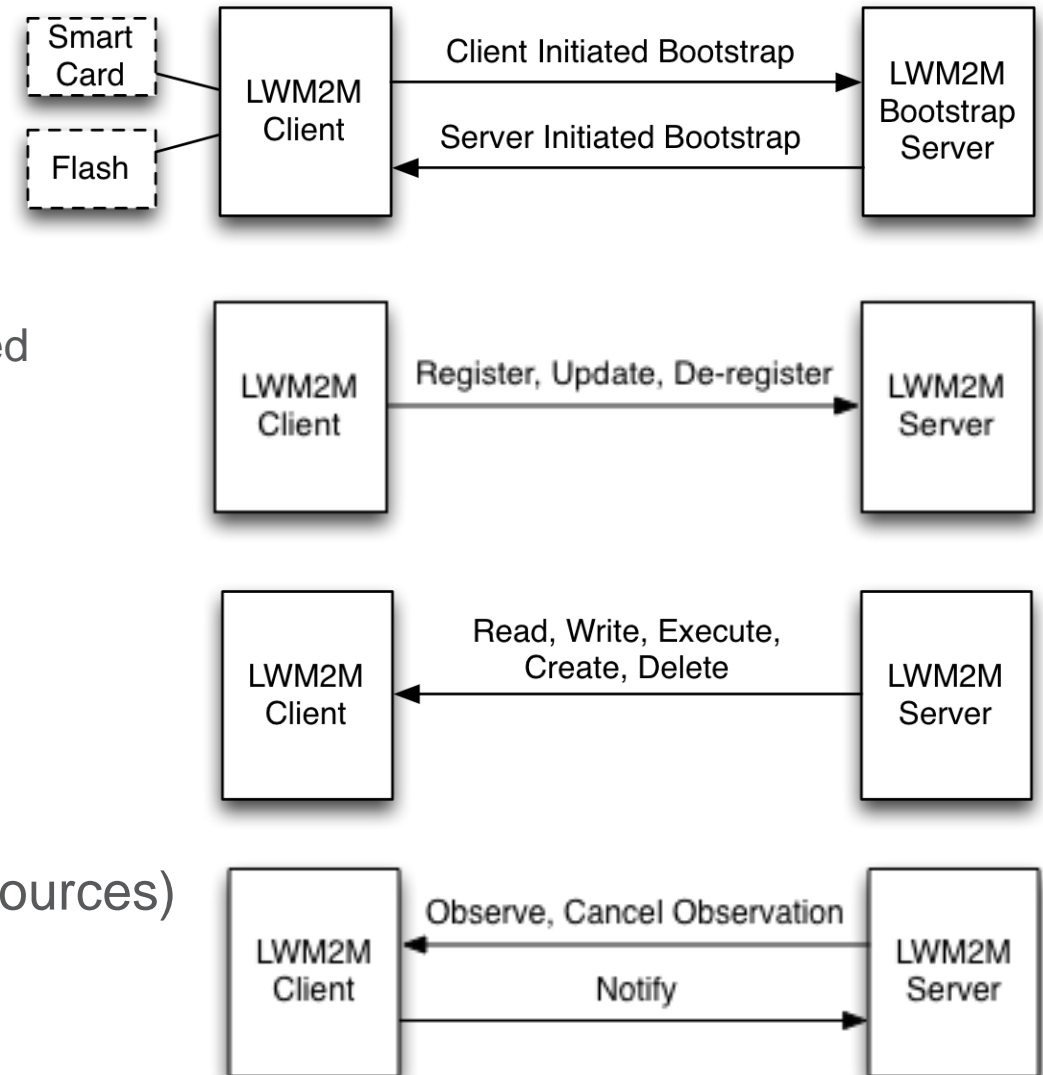 Smart
Card
Flash
LWM2M
Client
Client Initiated Bootstrap
Server Initiated Bootstrap
LWM2M
Bootstrap
Server
ed
LWM2M
Client
Register, Update, De-register
LWM2M
Server
LWM2M
Client
Read, Write, Execute,
Create, Delete
LWM2M
Server
ources)
LWM2M
Client
Observe, Cancel Observation
Notify
LWM2M
Server